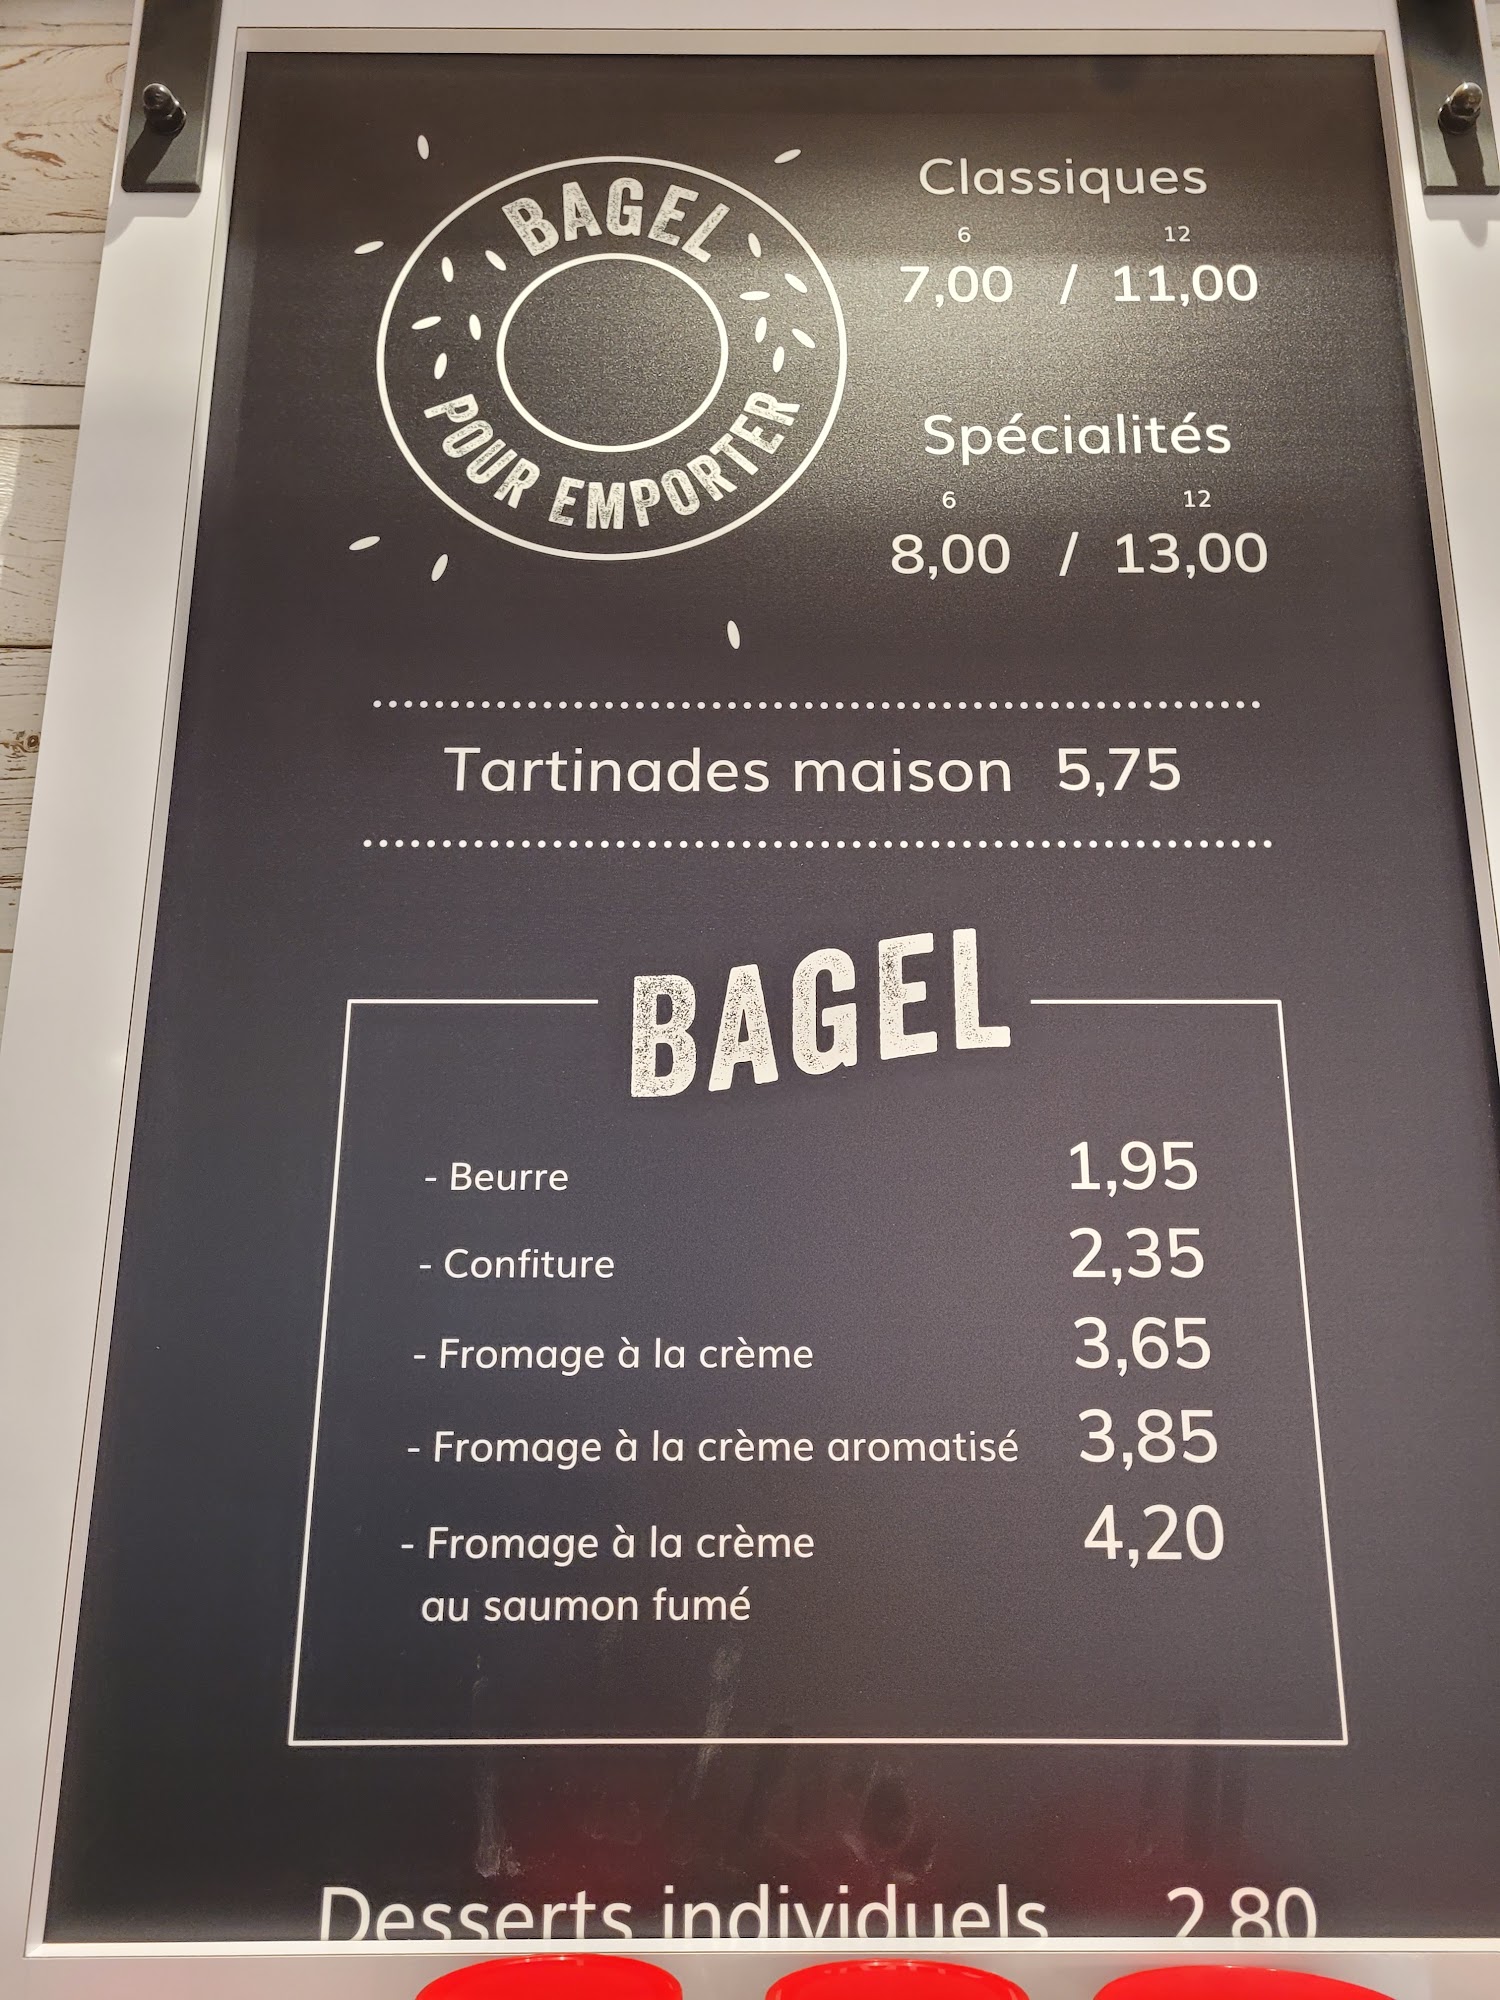 BAGEL
POUR EMPORTER
Classiques
6 12
7,00 / 11,00
Spécialités
6 12
8,00 / 13,00
Tartinades maison 5,75
BAGEL
- Beurre 1,95
- Confiture 2,35
- Fromage à la crème 3,65
- Fromage à la crème aromatisé 3,85
- Fromage à la crème 4,20
au saumon fumé
Desserts individuels 2,80